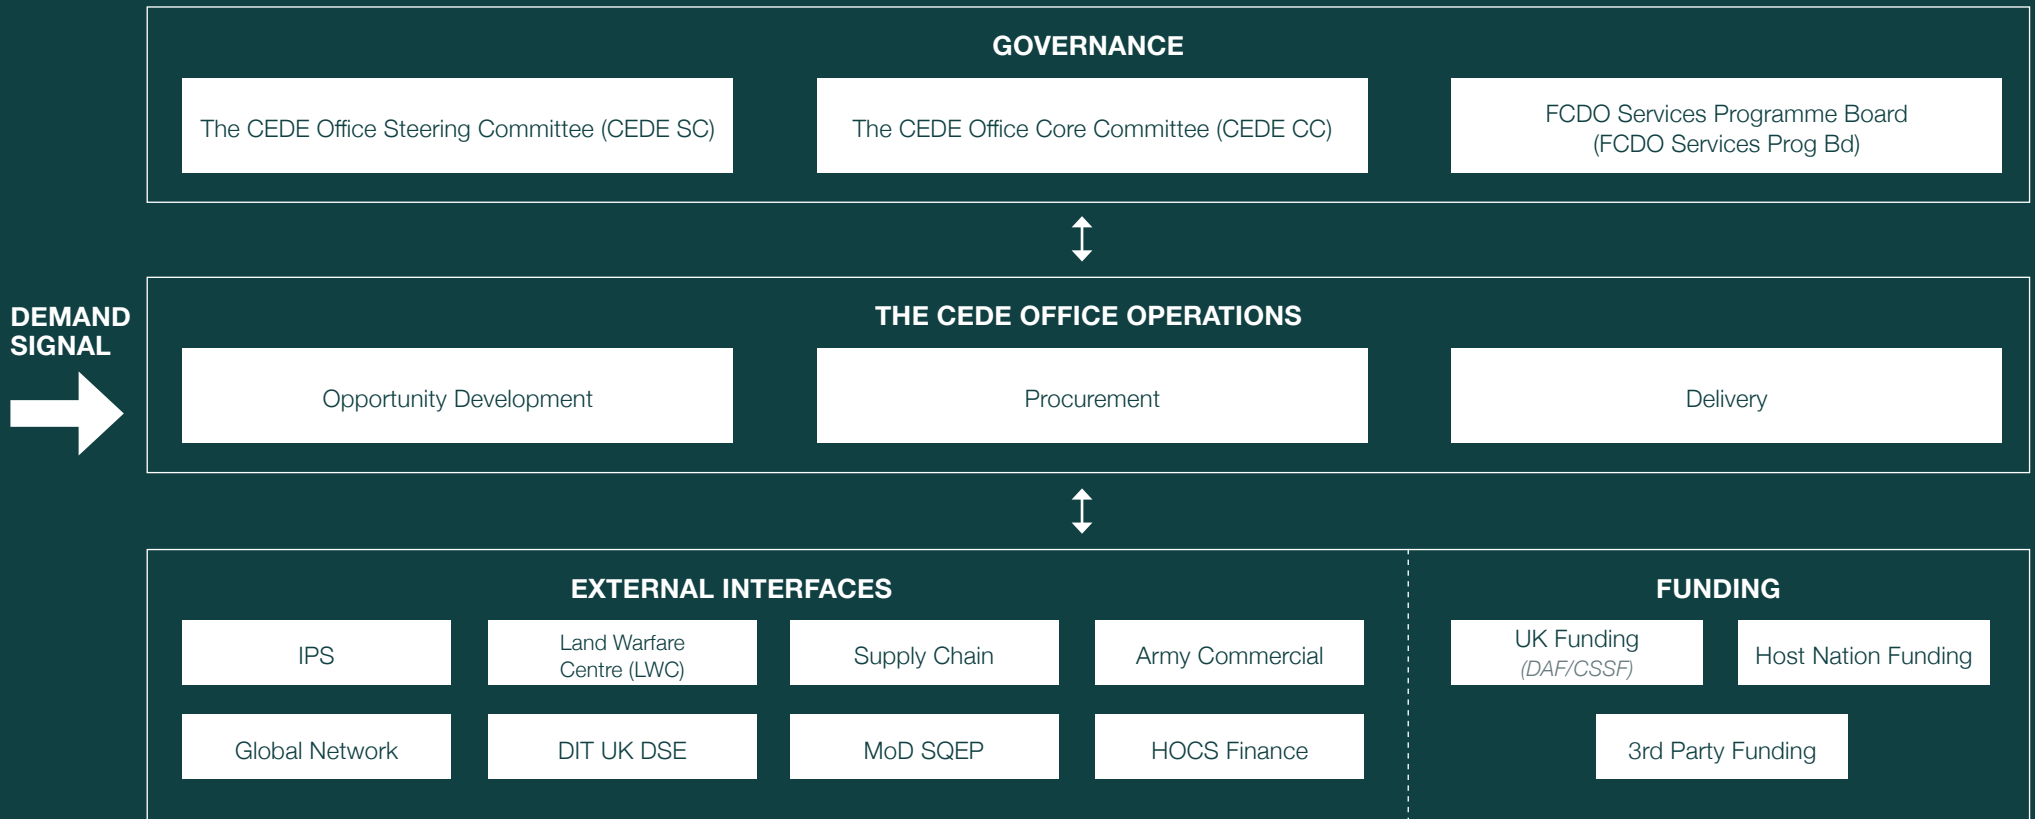 GOVERNANCE
The CEDE Office Steering Committee (CEDE SC)
The CEDE Office Core Committee (CEDE CC)
FCDO Services Programme Board
(FCDO Services Prog Bd)
DEMAND
SIGNAL
THE CEDE OFFICE OPERATIONS
Opportunity Development
Procurement
Delivery
EXTERNAL INTERFACES
IPS
Land Warfare
Centre (LWC)
Supply Chain
Army Commercial
Global Network
DIT UK DSE
MoD SQEP
HOCS Finance
FUNDING
UK Funding
(DAF/CSSF)
Host Nation Funding
3rd Party Funding